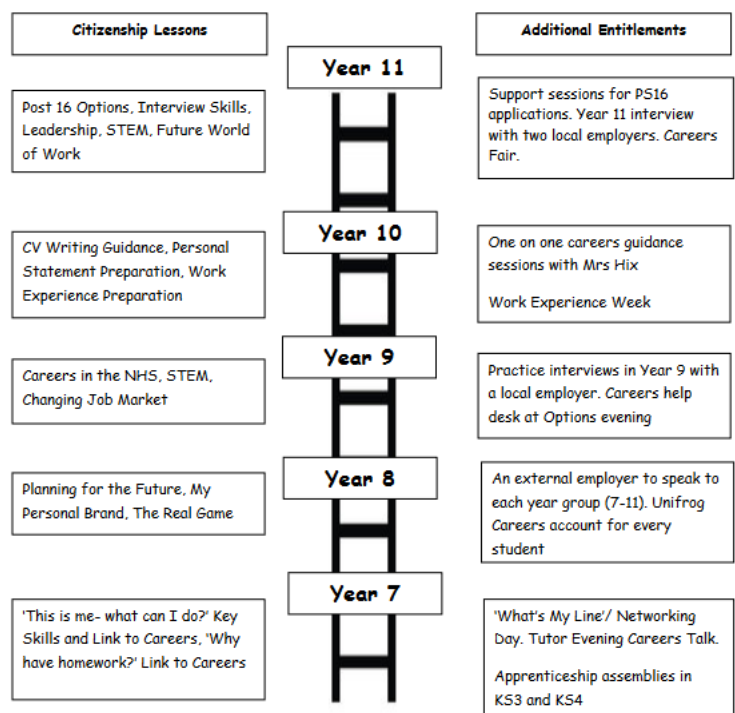 Citizenship Lessons
Additional Entitlements
Year 11
Post 16 Options, Interview Skills,
Leadership, STEM, Future World
of Work
Support sessions for PS16
applications. Year 11 interview
with two local employers. Careers
Fair.
Year 10
CV Writing Guidance, Personal
Statement Preparation, Work
Experience Preparation
One on one careers guidance
sessions with Mrs Hix
Work Experience Week
Year 9
Careers in the NHS, STEM,
Changing Job Market
Practice interviews in Year 9 with
a local employer. Careers help
desk at Options evening
Year 8
Planning for the Future, My
Personal Brand, The Real Game
An external employer to speak to
each year group (7-11). Unifrog
Careers account for every
student
Year 7
'This is me- what can I do?' Key
Skills and Link to Careers, 'Why
have homework?' Link to Careers
'What's My Line'/ Networking
Day. Tutor Evening Careers Talk.
Apprenticeship assemblies in
KS3 and KS4